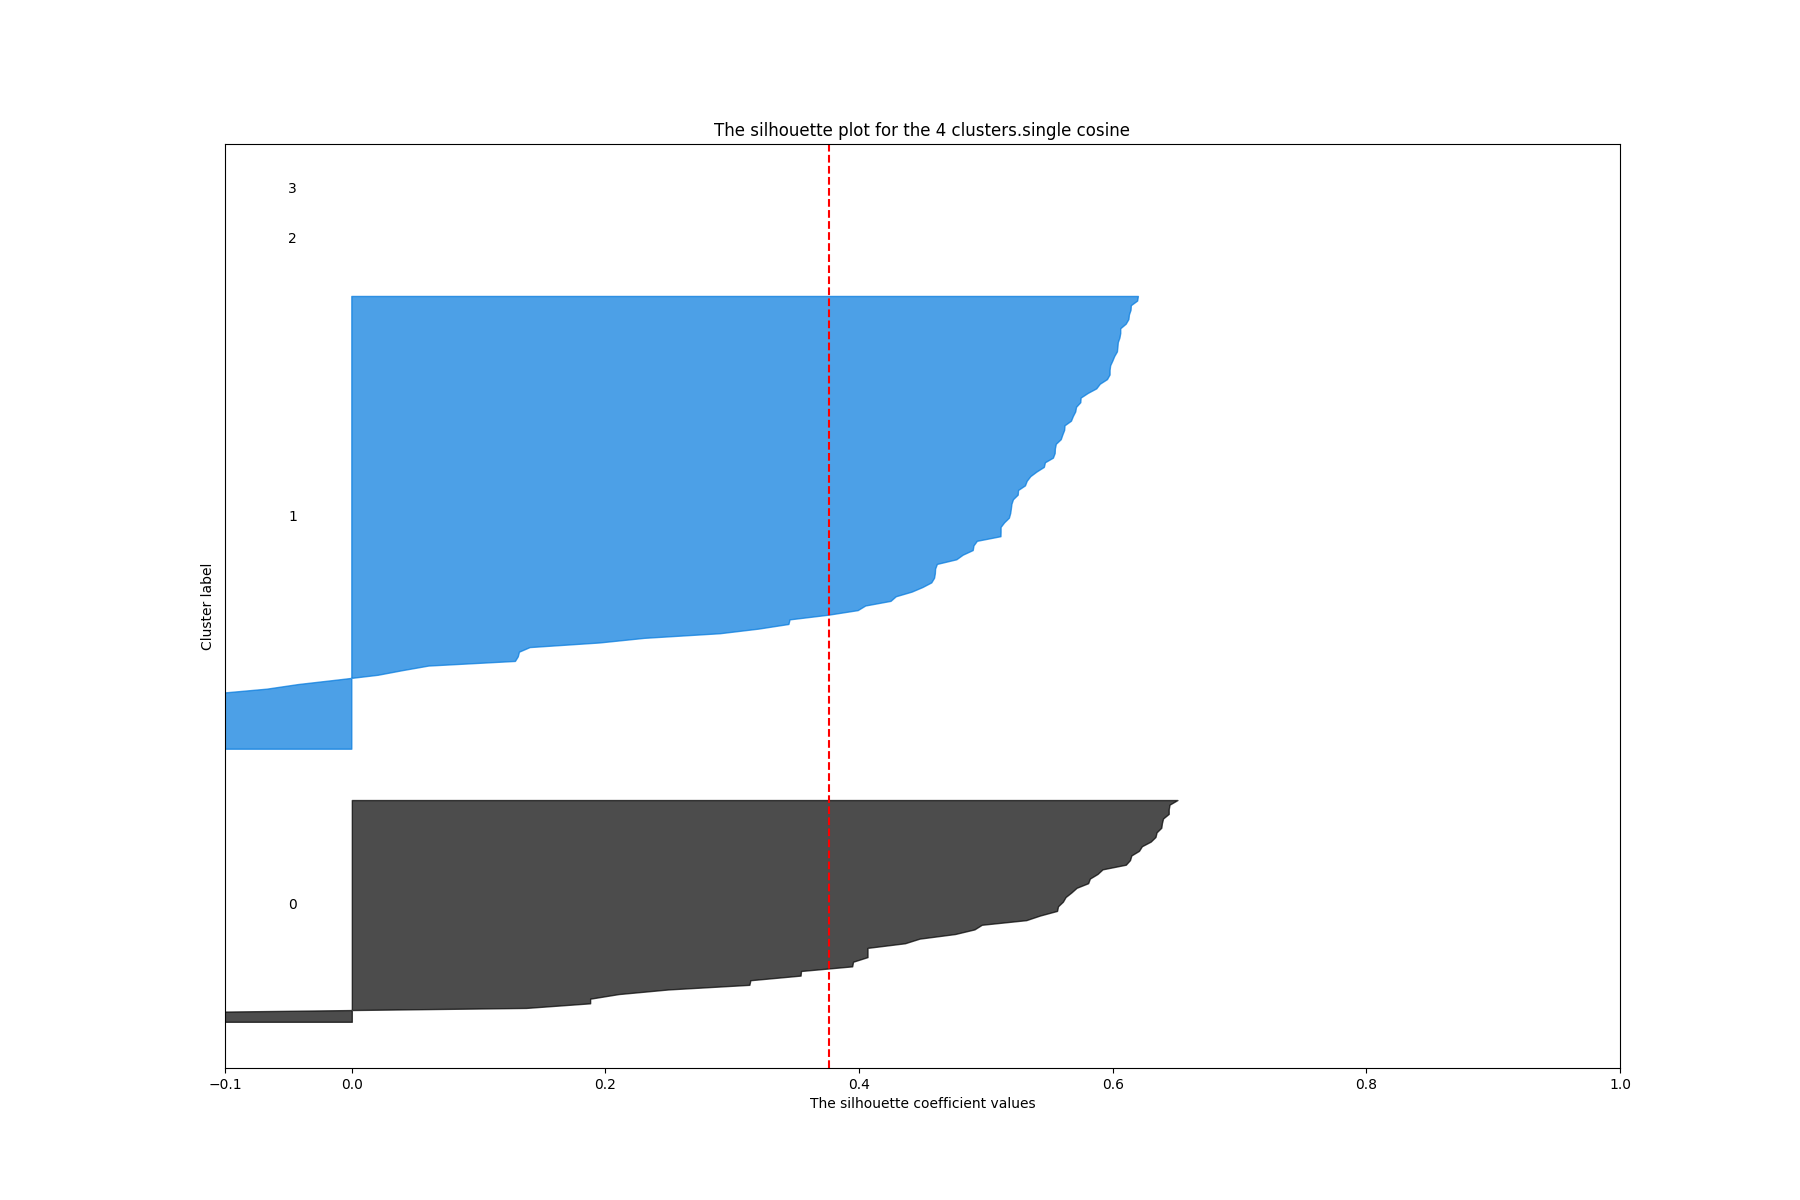 The silhouette plot for the 4 clusters.single cosine
3
2
1
0
Cluster label
−0.1 0.0 0.2 0.4 0.6 0.8 1.0
The silhouette coefficient values